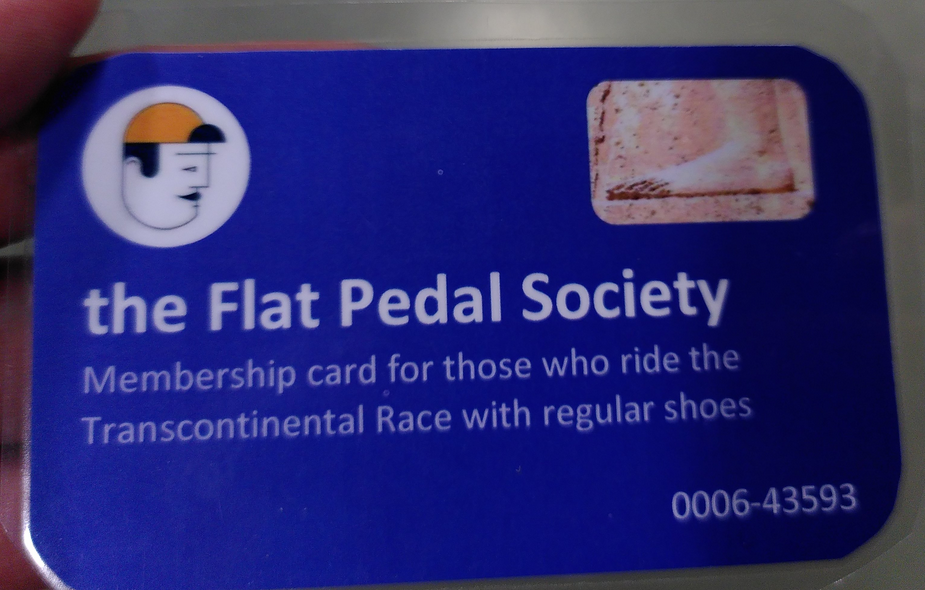 the Flat Pedal Society
Membership card for those who ride the
Transcontinental Race with regular shoes
0006-43593